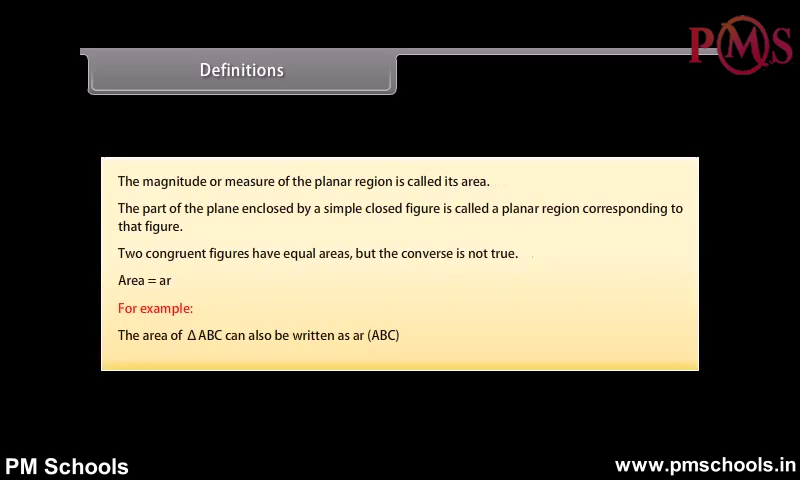 PMS
Definitions
The magnitude or measure of the planar region is called its area.
The part of the plane enclosed by a simple closed figure is called a planar region corresponding to
that figure.
Two congruent figures have equal areas, but the converse is not true.
Area = ar
For example:
The area of Δ ABC can also be written as ar (ABC)
PM Schools
www.pmschools.in